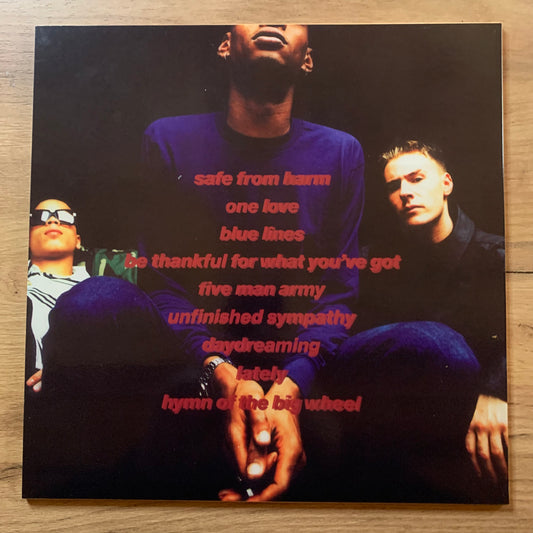 safe from harm
one love
blue lines
be thankful for what you've got
five man army
unfinished sympathy
daydreaming
lately
hymn of the big wheel